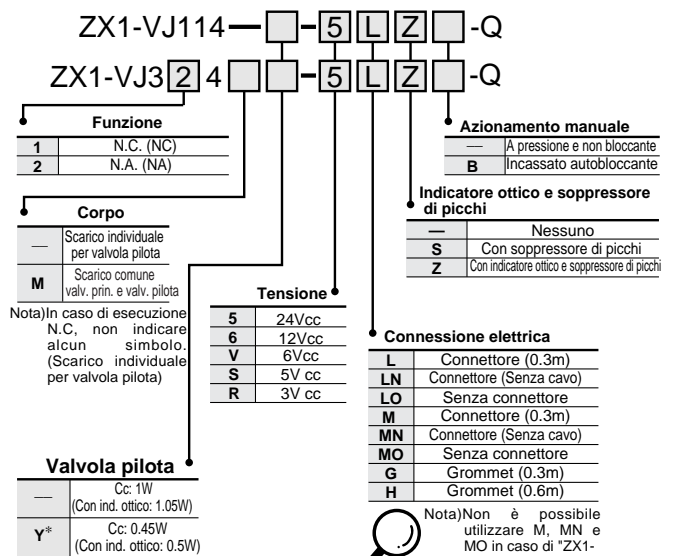 ZX1-VJ114—□-5LZ□-Q
ZX1-VJ324□□-5LZ□-Q
Funzione
1 N.C. (NC)
2 N.A. (NA)
Corpo
— Scarico individuale
per valvola pilota
M Scarico comune
valv. prin. e valv. pilota
Nota)In caso di esecuzione
N.C, non indicare
alcun simbolo.
(Scarico individuale
per valvola pilota)
Valvola pilota
— Cc: 1W
(Con ind. ottico: 1.05W)
Y* Cc: 0.45W
(Con ind. ottico: 0.5W)
Tensione
5 24Vcc
6 12Vcc
V 6Vcc
S 5V cc
R 3V cc
Azionamento manuale
— A pressione e non bloccante
B Incassato autobloccante
Indicatore ottico e soppressore
di picchi
— Nessuno
S Con soppressore di picchi
Z Con indicatore ottico e soppressore di picchi
Connessione elettrica
L Connettore (0.3m)
LN Connettore (Senza cavo)
LO Senza connettore
M Connettore (0.3m)
MN Connettore (Senza cavo)
MO Senza connettore
G Grommet (0.3m)
H Grommet (0.6m)
Nota)Non è possibile
utilizzare M, MN e
MO in caso di "ZX1-